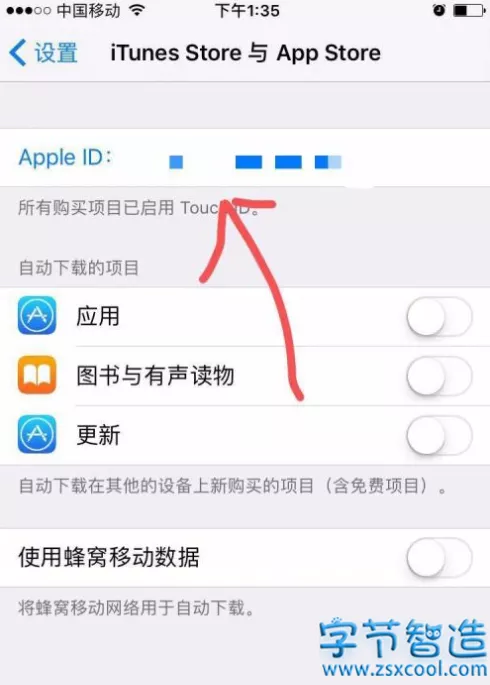 中国移动 下午1:35
设置 iTunes Store 与 App Store
Apple ID：
所有购买项目已启用 Touch ID。
自动下载的项目
应用
图书与有声读物
更新
自动下载在其他的设备上新购买的项目（含免费项目）。
使用蜂窝移动数据
将蜂窝移动网络用于自动下载。
字节智造
www.zsxcool.com